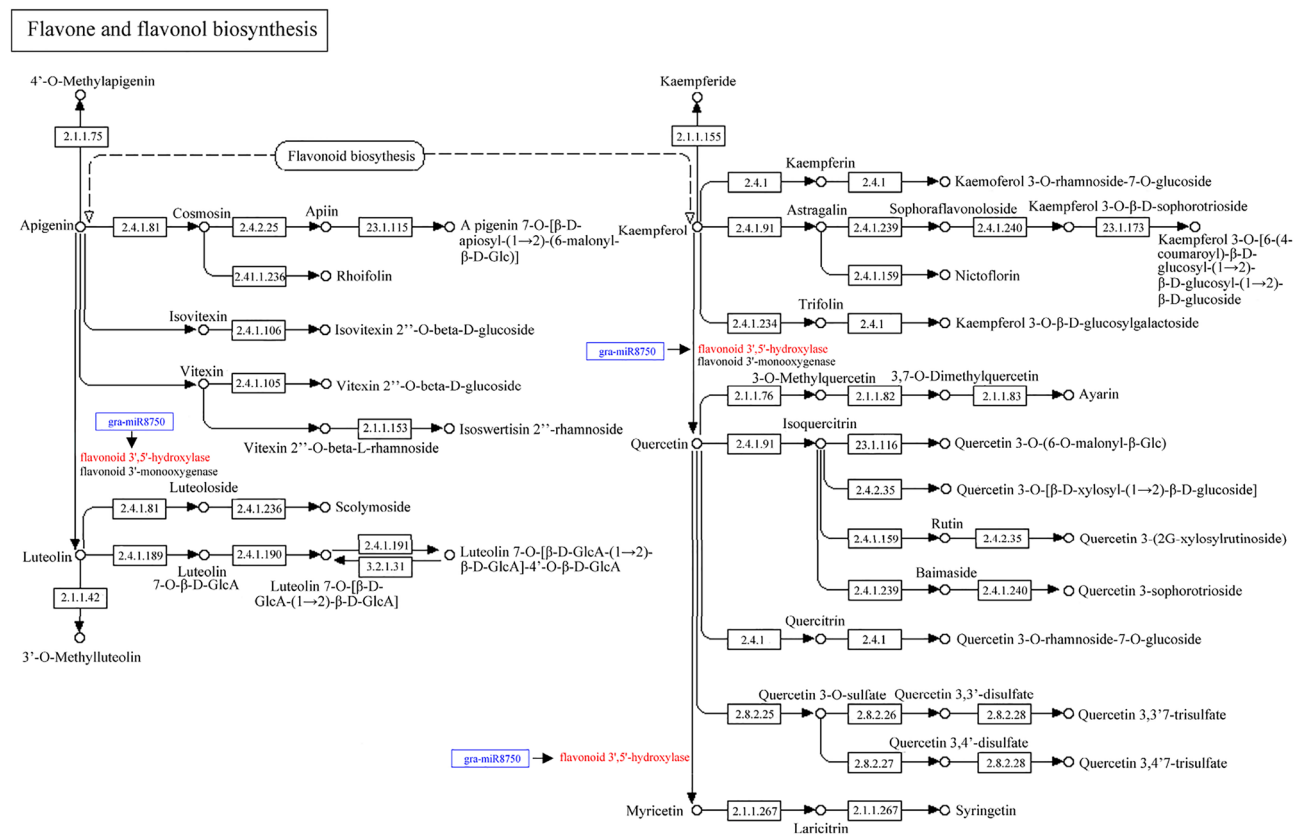 Flavone and flavonol biosynthesis
4’-O-Methylapigenin
Kaempferide
2.1.1.75
2.1.1.155
Flavonoid biosythesis
Kaempferin
2.4.1
2.4.1
Kaemoferol 3-O-rhamnoside-7-O-glucoside
Cosmosin
Apiin
Astragalin
Sophoraflavonoloside
Kaempferol 3-O-β-D-sophorotrioside
Apigenin
2.4.1.81
2.4.2.25
23.1.115
A pigenin 7-O-[β-D-
apiosyl-(1→2)-(6-malonyl-
β-D-Glc)]
Kaempferol
2.4.1.91
2.4.1.239
2.4.1.240
23.1.173
Kaempferol 3-O-[6-(4-
coumaroyl)-β-D-
glucosyl-(1→2)-
β-D-glucosyl-(1→2)-
β-D-glucoside
2.41.1.236
Rhoifolin
2.4.1.159
Nictoflorin
Isovitexin
2.4.1.106
Isovitexin 2’’-O-beta-D-glucoside
Trifolin
2.4.1.234
2.4.1
Kaempferol 3-O-β-D-glucosylgalactoside
gra-miR8750
flavonoid 3',5'-hydroxylase
flavonoid 3'-monooxygenase
Vitexin
2.4.1.105
Vitexin 2’’-O-beta-D-glucoside
3-O-Methylquercetin
3,7-O-Dimethylquercetin
2.1.1.76
2.1.1.82
2.1.1.83
Ayarin
gra-miR8750
2.1.1.153
Isoswertisin 2’’-rhamnoside
Vitexin 2’’-O-beta-L-rhamnoside
flavonoid 3',5'-hydroxylase
flavonoid 3'-monooxygenase
Isoquercitrin
Quercetin
2.4.1.91
23.1.116
Quercetin 3-O-(6-O-malonyl-β-Glc)
2.4.2.35
Quercetin 3-O-[β-D-xylosyl-(1→2)-β-D-glucoside]
Luteoloside
2.4.1.81
2.4.1.236
Scolymoside
Rutin
2.4.1.159
2.4.2.35
Quercetin 3-(2G-xylosylrutinoside)
Luteolin
2.4.1.189
2.4.1.190
2.4.1.191
3.2.1.31
Luteolin 7-O-[β-D-GlcA-(1→2)-
β-D-GlcA]-4’-O-β-D-GlcA
Luteolin
7-O-β-D-GlcA
Luteolin 7-O-[β-D-
GlcA-(1→2)-β-D-GlcA]
Baimaside
2.4.1.239
2.4.1.240
Quercetin 3-sophorotrioside
2.1.1.42
3’-O-Methylluteolin
Quercitrin
2.4.1
2.4.1
Quercetin 3-O-rhamnoside-7-O-glucoside
Quercetin 3-O-sulfate
Quercetin 3,3’-disulfate
2.8.2.25
2.8.2.26
2.8.2.28
Quercetin 3,3’7-trisulfate
Quercetin 3,4’-disulfate
gra-miR8750
flavonoid 3',5'-hydroxylase
2.8.2.27
2.8.2.28
Quercetin 3,4’7-trisulfate
Myricetin
2.1.1.267
2.1.1.267
Syringetin
Laricitrin